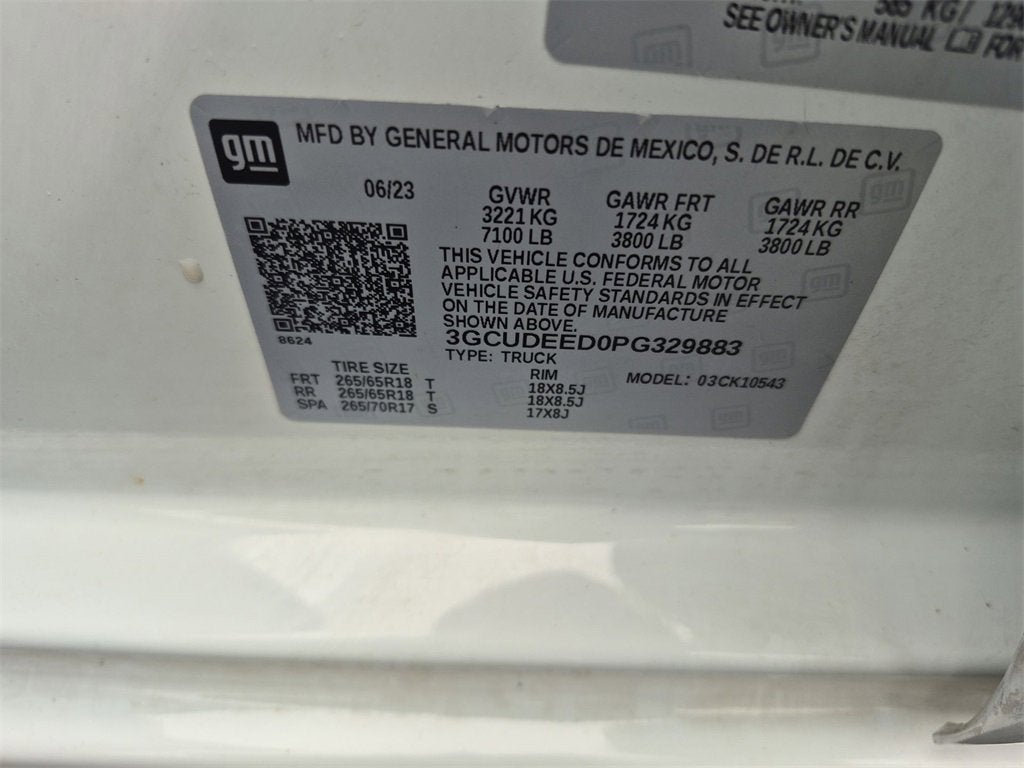 585 KG/
SEE OWNER'S MANUAL FOR
gm
MFD BY GENERAL MOTORS DE MEXICO, S. DE R.L. DE C.V.
06/23
GVWR GAWR FRT GAWR RR
3221 KG 1724 KG 1724 KG
7100 LB 3800 LB 3800 LB
THIS VEHICLE CONFORMS TO ALL
APPLICABLE U.S. FEDERAL MOTOR
VEHICLE SAFETY STANDARDS IN EFFECT
ON THE DATE OF MANUFACTURE
SHOWN ABOVE.
8624
3GCUDEED0PG329883
TYPE: TRUCK
TIRE SIZE RIM MODEL: 03CK10543
FRT 265/65R18 T 18X8.5J
RR 265/65R18 T 18X8.5J
SPA 265/70R17 S 17X8J